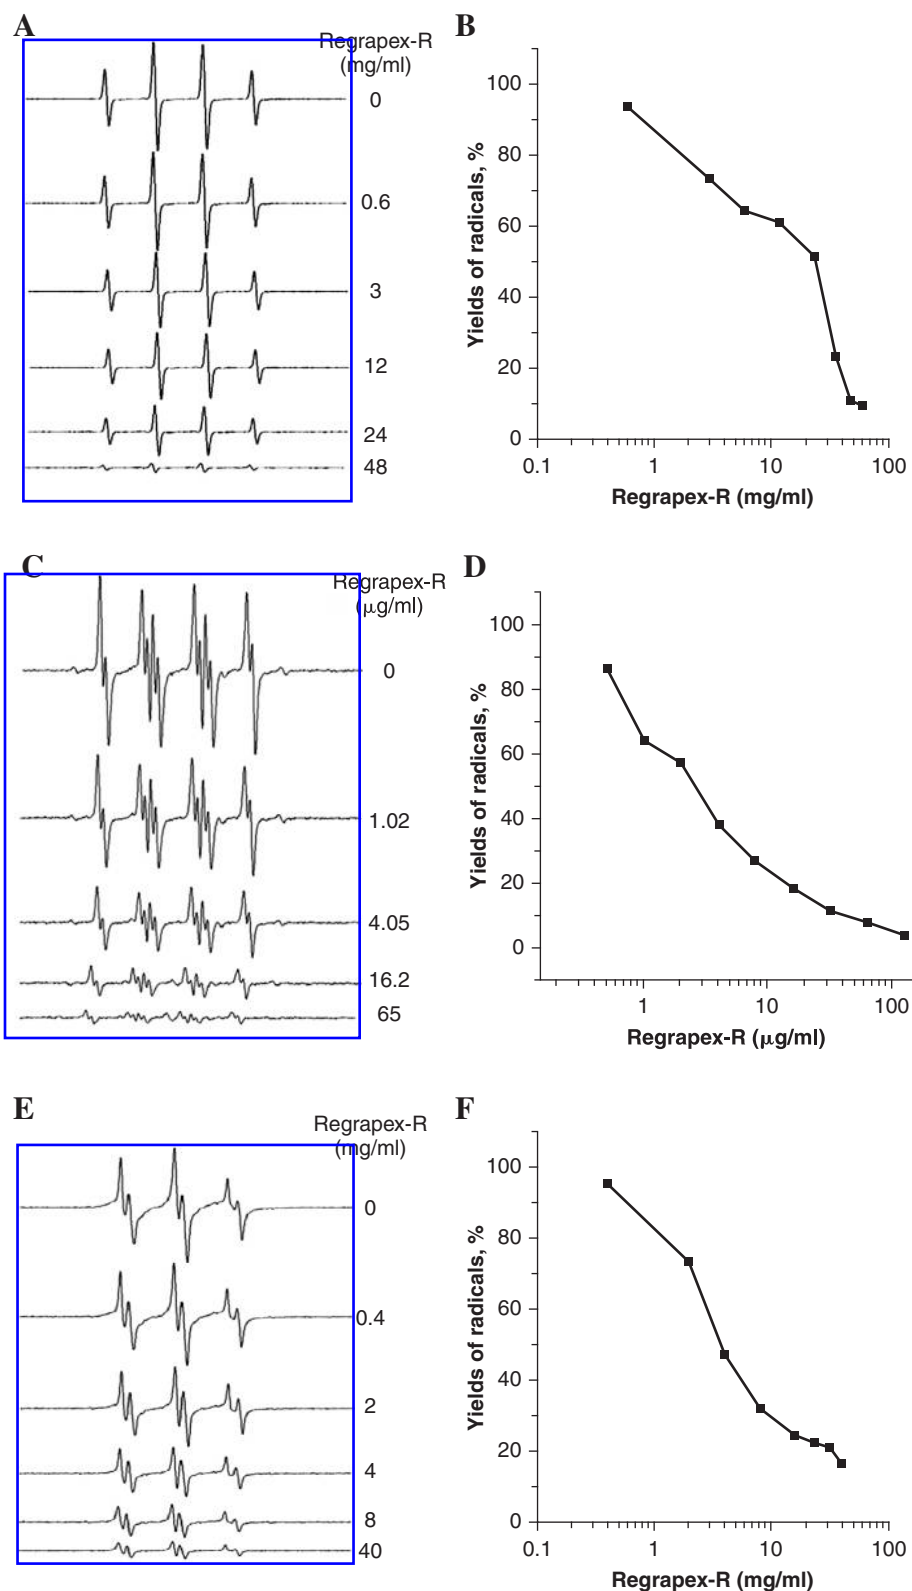 A
Regrapex-R
(mg/ml)
0
0.6
3
12
24
48
B
Yields of radicals, %
100
80
60
40
20
0
0.1 1 10 100
Regrapex-R (mg/ml)
C
Regrapex-R
(μg/ml)
0
1.02
4.05
16.2
65
D
Yields of radicals, %
100
80
60
40
20
0
1 10 100
Regrapex-R (μg/ml)
E
Regrapex-R
(mg/ml)
0
0.4
2
4
8
40
F
Yields of radicals, %
100
80
60
40
20
0
0.1 1 10 100
Regrapex-R (mg/ml)